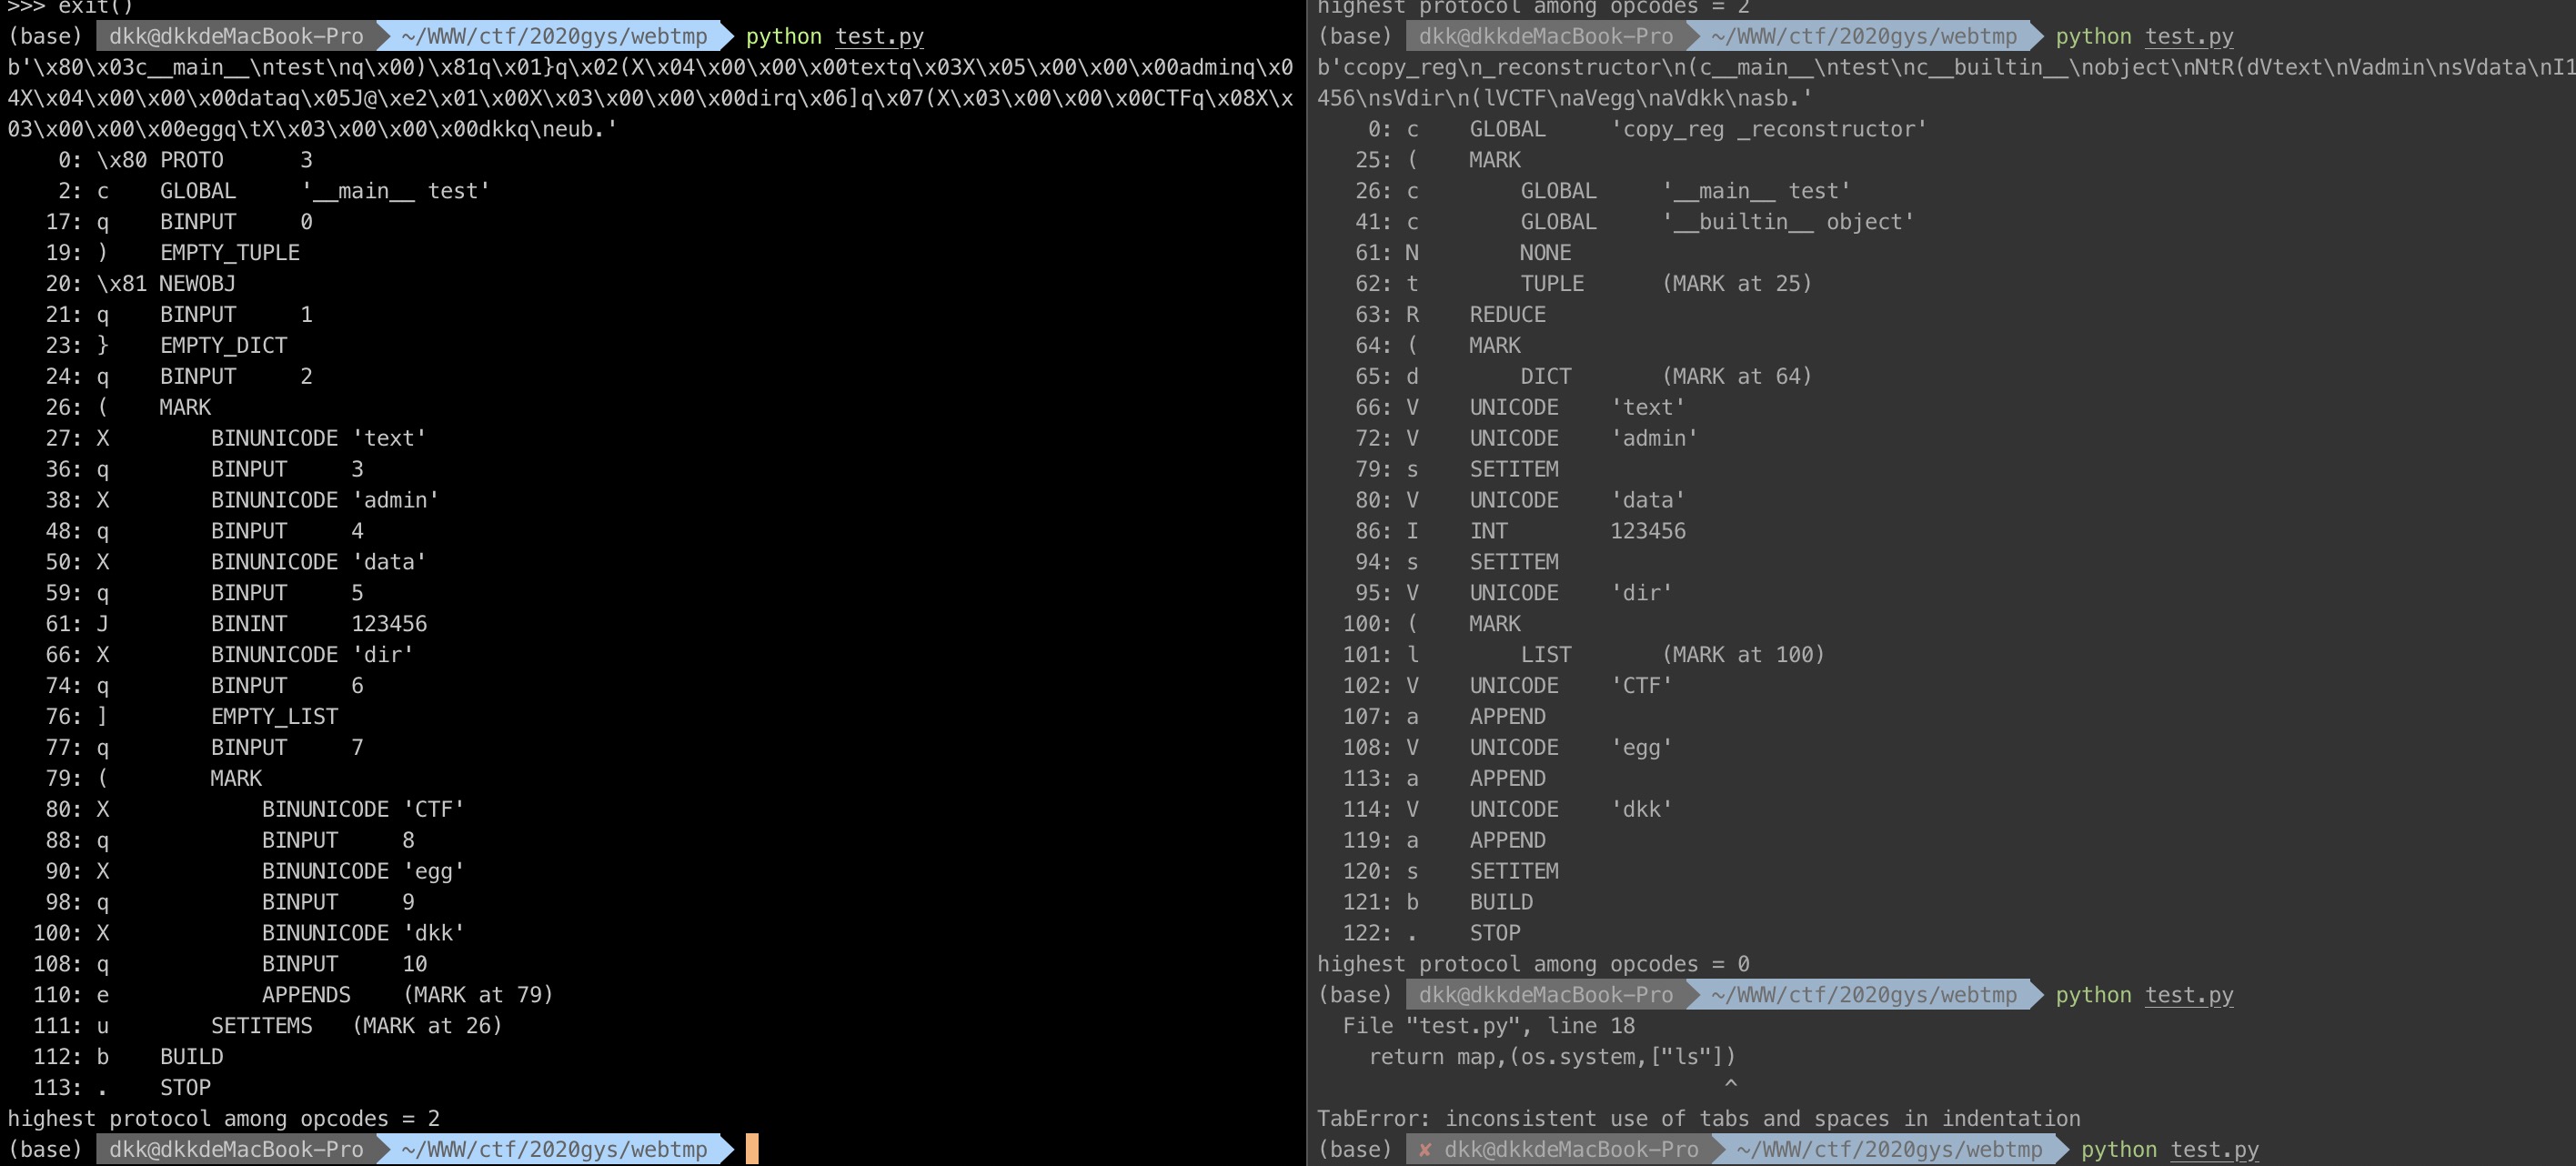 >>> exit()
(base) dkk@dkkdeMacBook-Pro ~/WWW/ctf/2020gys/webtmp python test.py
b'\x80\x03c__main__\ntest\nq\x00)\x81q\x01}q\x02(X\x04\x00\x00\x00textq\x03X\x05\x00\x00\x00adminq\x0
4X\x04\x00\x00\x00dataq\x05J@\xe2\x01\x00X\x03\x00\x00\x00dirq\x06]q\x07(X\x03\x00\x00\x00CTFq\x08X\x
03\x00\x00\x00eggq\tX\x03\x00\x00\x00dkkq\neub.'
0: \x80 PROTO 3
2: c GLOBAL '__main__ test'
17: q BINPUT 0
19: ) EMPTY_TUPLE
20: \x81 NEWOBJ
21: q BINPUT 1
23: } EMPTY_DICT
24: q BINPUT 2
26: ( MARK
27: X BINUNICODE 'text'
36: q BINPUT 3
38: X BINUNICODE 'admin'
48: q BINPUT 4
50: X BINUNICODE 'data'
59: q BINPUT 5
61: J BININT 123456
66: X BINUNICODE 'dir'
74: q BINPUT 6
76: ] EMPTY_LIST
77: q BINPUT 7
79: ( MARK
80: X BINUNICODE 'CTF'
88: q BINPUT 8
90: X BINUNICODE 'egg'
98: q BINPUT 9
100: X BINUNICODE 'dkk'
108: q BINPUT 10
110: e APPENDS (MARK at 79)
111: u SETITEMS (MARK at 26)
112: b BUILD
113: . STOP
highest protocol among opcodes = 2
(base) dkk@dkkdeMacBook-Pro ~/WWW/ctf/2020gys/webtmp
highest protocol among opcodes = 2
(base) dkk@dkkdeMacBook-Pro ~/WWW/ctf/2020gys/webtmp python test.py
b'ccopy_reg\n_reconstructor\n(c__main__\ntest\nc__builtin__\nobject\nNtR(dVtext\nVadmin\nsVdata\nI1
456\nsVdir\n(lVCTF\naVegg\naVdkk\nasb.'
0: c GLOBAL 'copy_reg _reconstructor'
25: ( MARK
26: c GLOBAL '__main__ test'
41: c GLOBAL '__builtin__ object'
61: N NONE
62: t TUPLE (MARK at 25)
63: R REDUCE
64: ( MARK
65: d DICT (MARK at 64)
66: V UNICODE 'text'
72: V UNICODE 'admin'
79: s SETITEM
80: V UNICODE 'data'
86: I INT 123456
94: s SETITEM
95: V UNICODE 'dir'
100: ( MARK
101: l LIST (MARK at 100)
102: V UNICODE 'CTF'
107: a APPEND
108: V UNICODE 'egg'
113: a APPEND
114: V UNICODE 'dkk'
119: a APPEND
120: s SETITEM
121: b BUILD
122: . STOP
highest protocol among opcodes = 0
(base) dkk@dkkdeMacBook-Pro ~/WWW/ctf/2020gys/webtmp python test.py
File "test.py", line 18
return map,(os.system,["ls"])
^
TabError: inconsistent use of tabs and spaces in indentation
(base) ✘ dkk@dkkdeMacBook-Pro ~/WWW/ctf/2020gys/webtmp python test.py